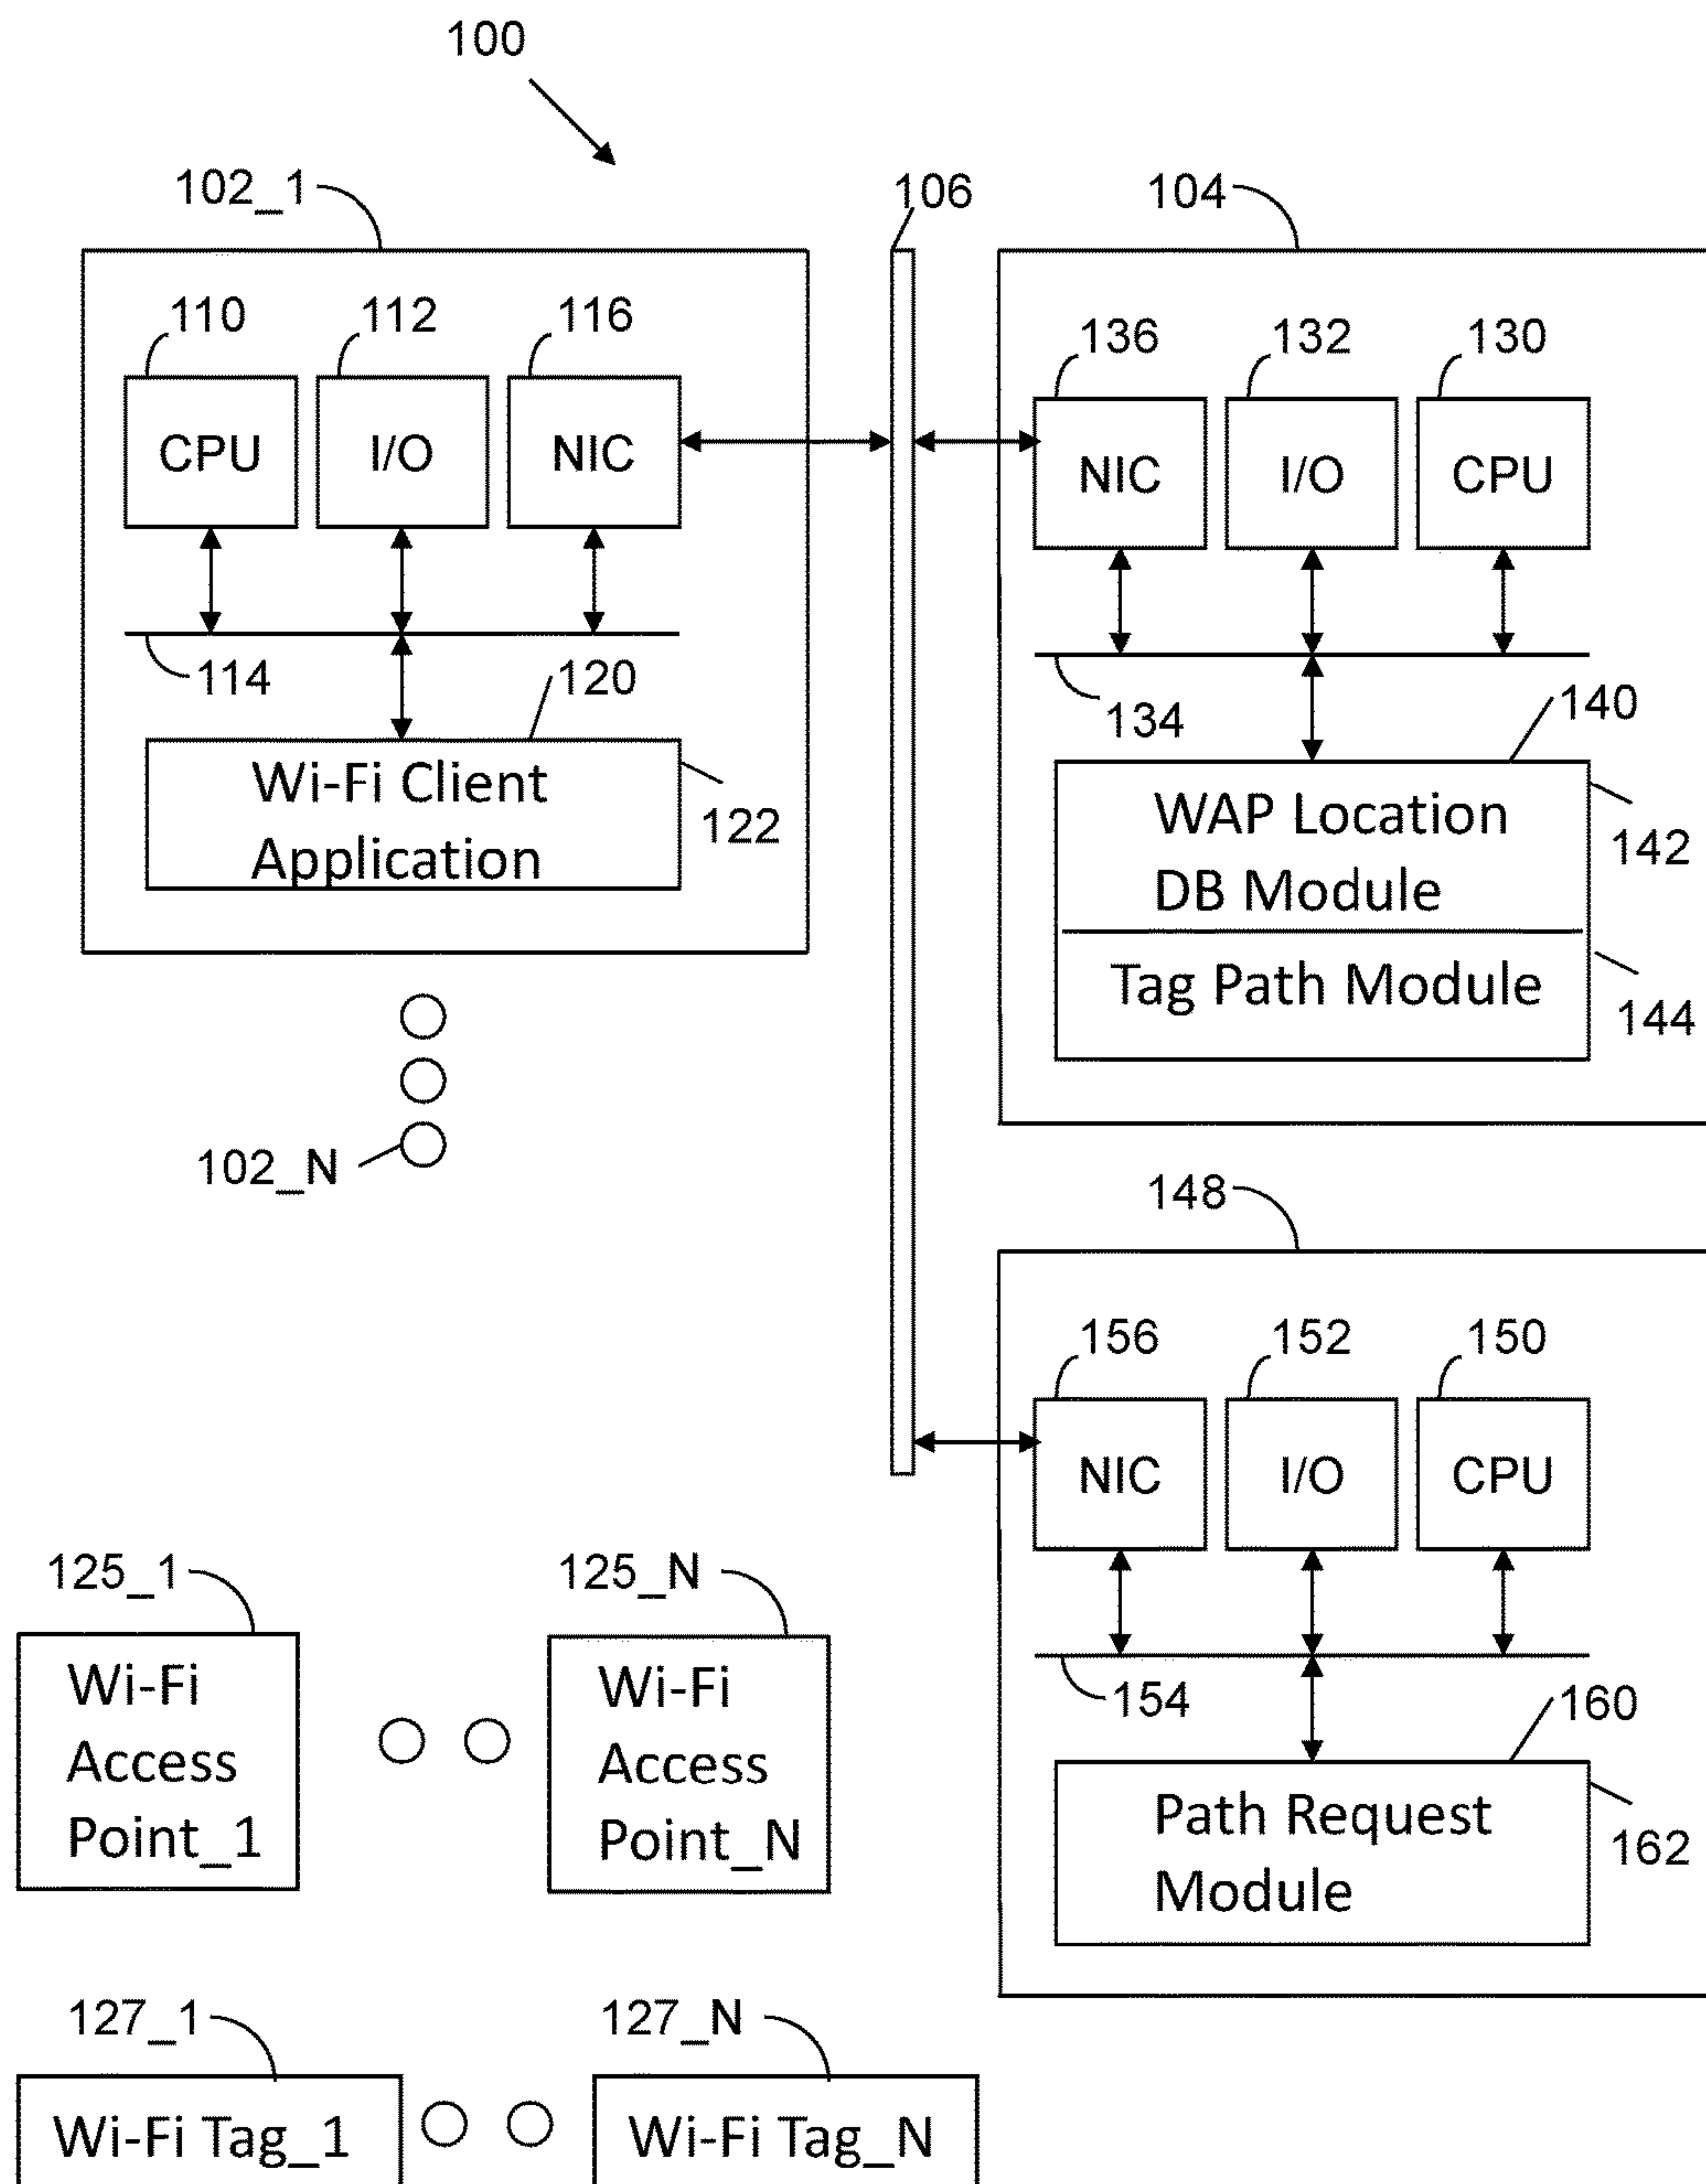 100
102_1
106
104
110
112
116
136
132
130
CPU
I/O
NIC
NIC
I/O
CPU
114
120
134
140
Wi-Fi Client
Application
122
WAP Location
DB Module
142
Tag Path Module
144
102_N
148
156
152
150
NIC
I/O
CPU
125_1
125_N
154
160
Wi-Fi
Access
Point_1
Wi-Fi
Access
Point_N
Path Request
Module
162
127_1
127_N
Wi-Fi Tag_1
Wi-Fi Tag_N